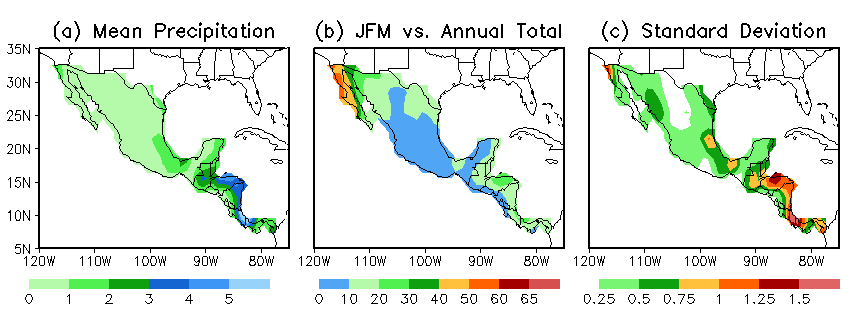 (a) Mean Precipitation (b) JFM vs. Annual Total (c) Standard Deviation
35N
30N
25N
20N
15N
10N
5N
120W 110W 100W 90W 80W 120W 110W 100W 90W 80W 120W 110W 100W 90W 80W
0 1 2 3 4 5 0 10 20 30 40 50 60 65 0.25 0.5 0.75 1 1.25 1.5